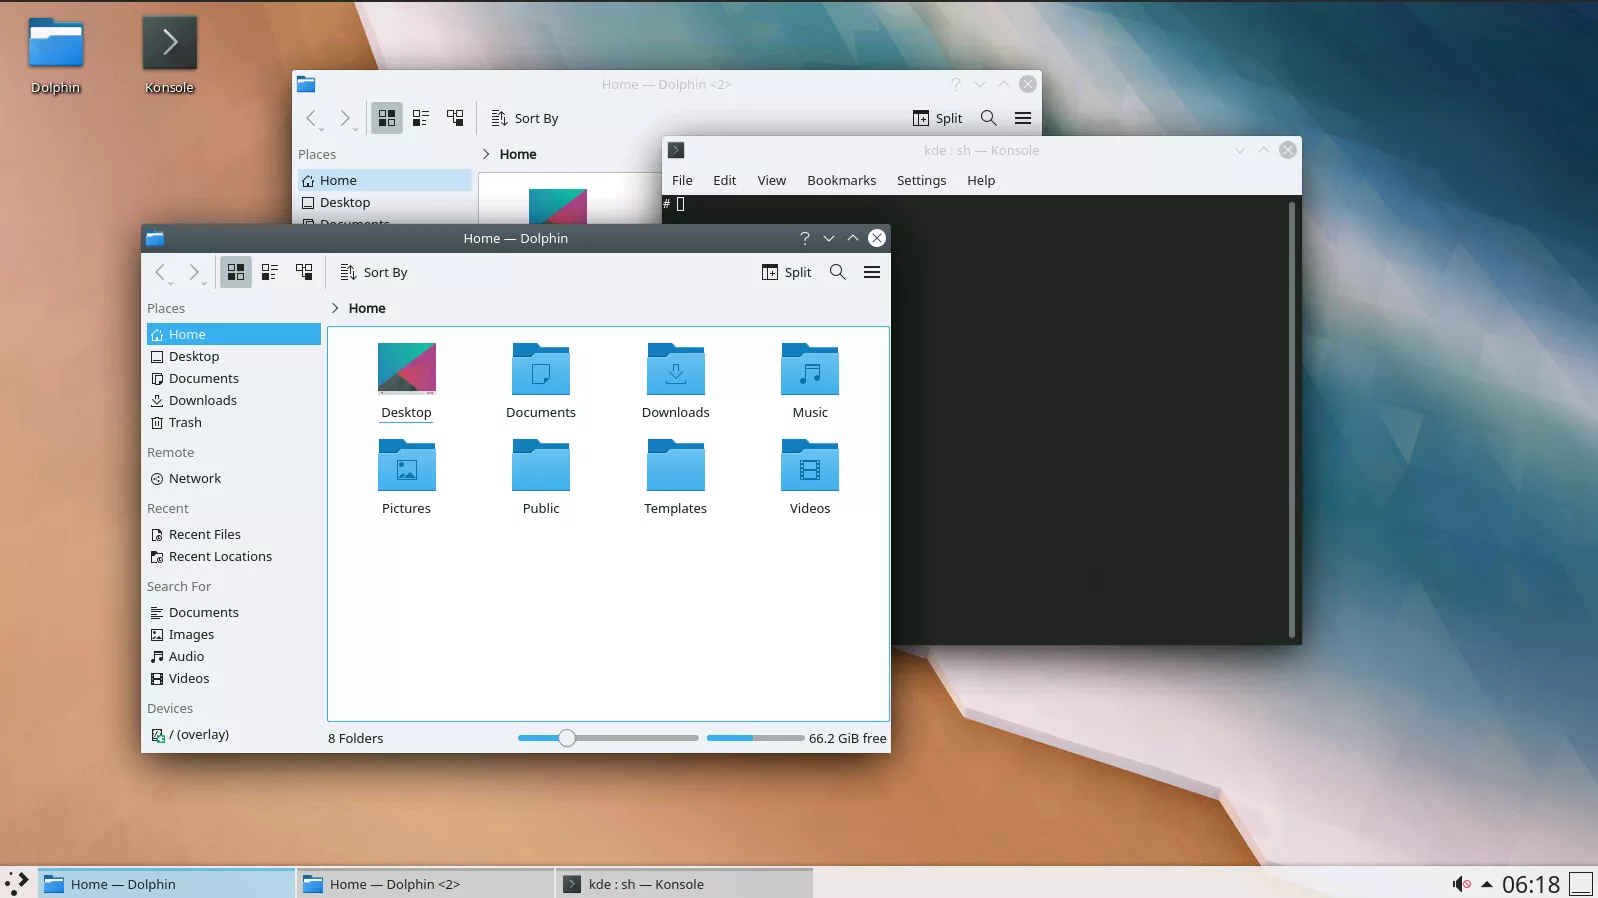 Dolphin
Konsole
Home — Dolphin <2>
Sort By
Split
Places
Home
Home
Desktop
Documents
kde : sh — Konsole
File Edit View Bookmarks Settings Help
#
Home — Dolphin
Sort By
Split
Places
Home
Desktop
Documents
Downloads
Trash
Remote
Network
Recent
Recent Files
Recent Locations
Search For
Documents
Images
Audio
Videos
Devices
/ (overlay)
Home
Desktop Documents Downloads Music
Pictures Public Templates Videos
8 Folders
66.2 GiB free
Home — Dolphin
Home — Dolphin <2>
kde : sh — Konsole
06:18